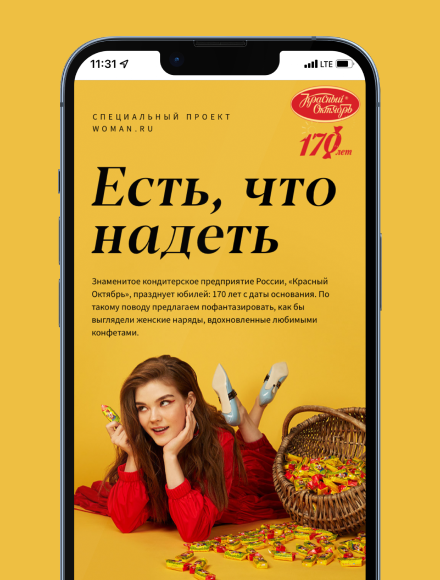 11:31
LTE
СПЕЦИАЛЬНЫЙ ПРОЕКТ
WOMAN.RU
Красный
Октябрь
170 лет
Есть, что
надеть
Знаменитое кондитерское предприятие России, «Красный
Октябрь», празднует юбилей: 170 лет с даты основания. По
такому поводу предлагаем пофантазировать, как бы
выглядели женские наряды, вдохновленные любимыми
конфетами.